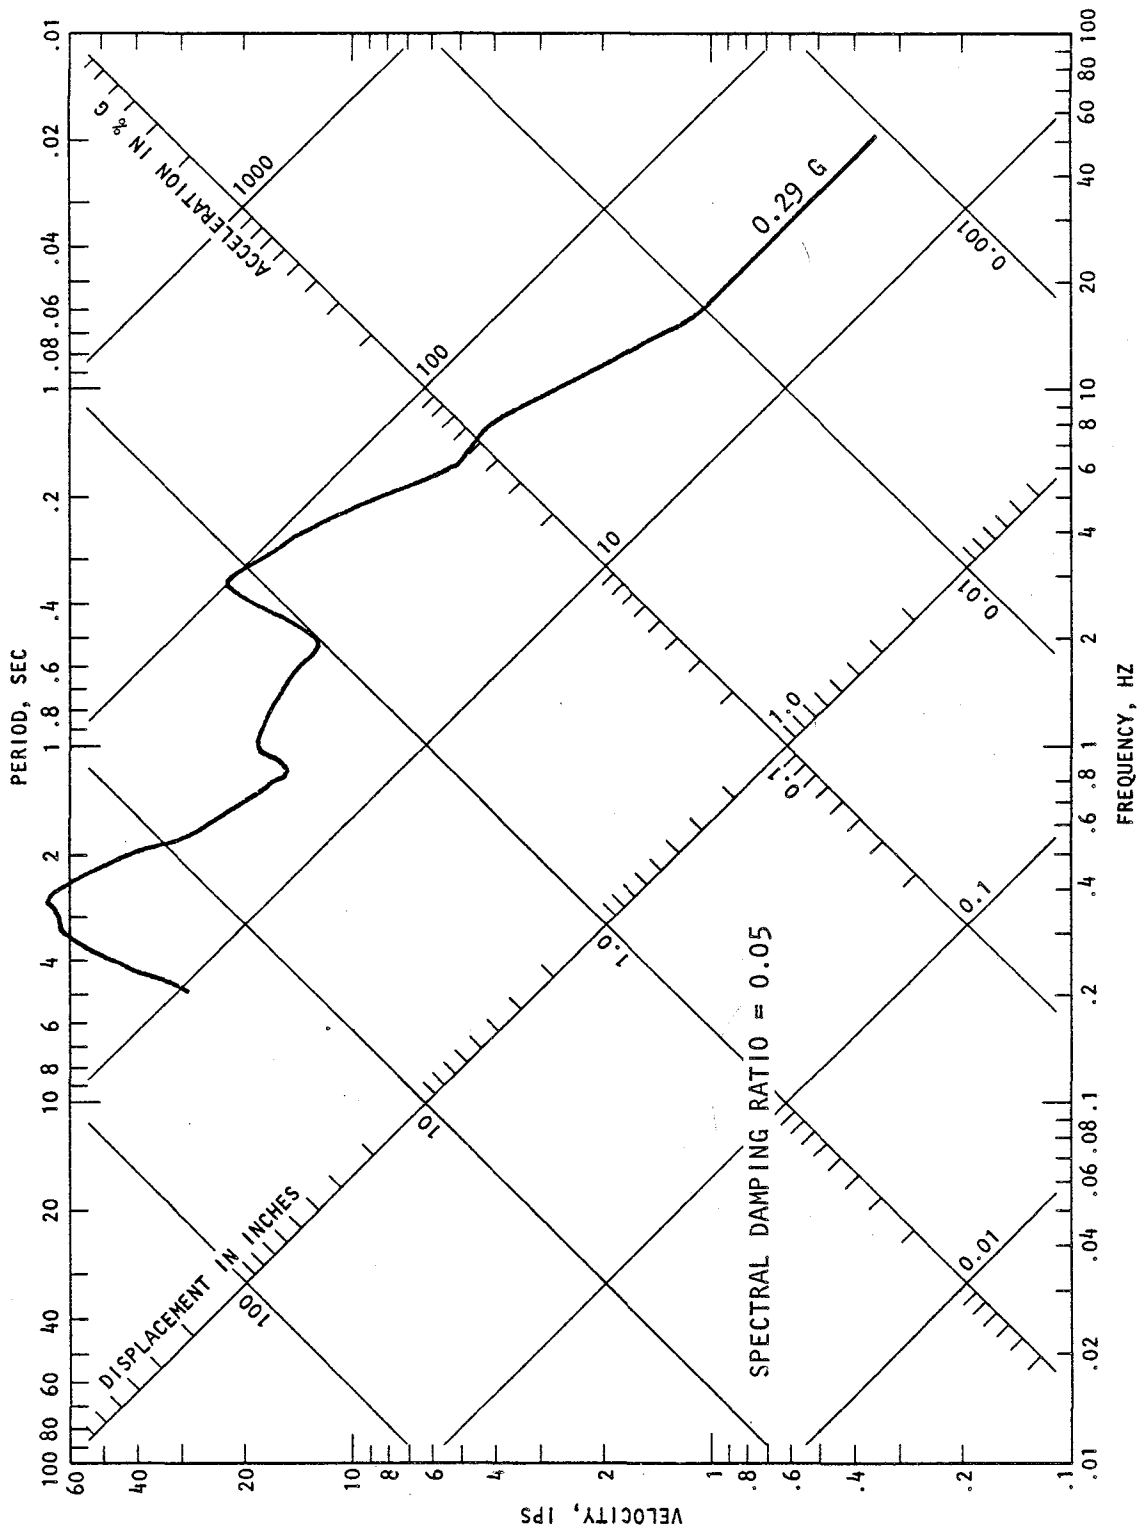 PERIOD, SEC
100 80 60 40 20 10 8 6 4 2 1 .8 .6 .4 .2 1 .08 .06 .04 .02 .01
VELOCITY, IPS
60
40
20
10
8
6
4
2
1
.8
.6
.4
.2
.1
DISPLACEMENT IN INCHES
100
10
1.0
0.1
0.01
0.001
ACCELERATION IN % G
1000
100
10
1.0
0.1
0.01
0.29 G
SPECTRAL DAMPING RATIO = 0.05
.01 .02 .04 .06 .08 .1 .2 .4 .6 .8 1 2 4 6 8 10 20 40 60 80 100
FREQUENCY, HZ